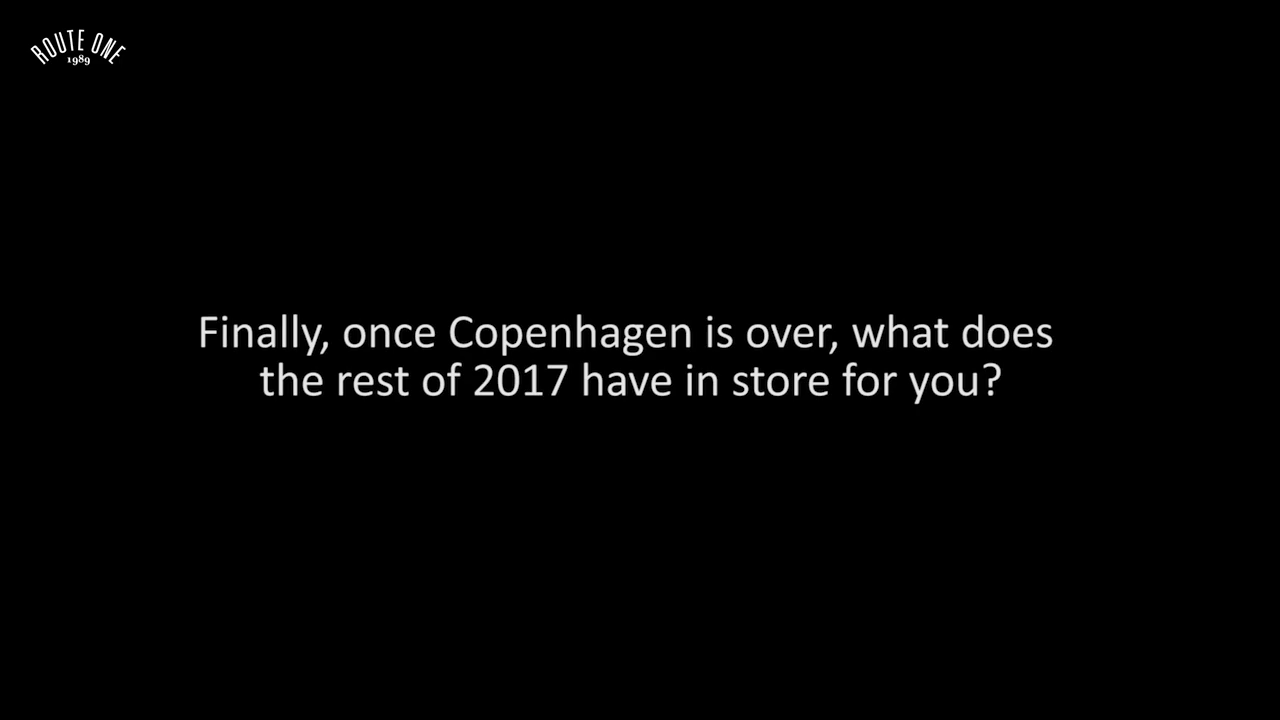 ROUTE ONE
1989
Finally, once Copenhagen is over, what does
the rest of 2017 have in store for you?